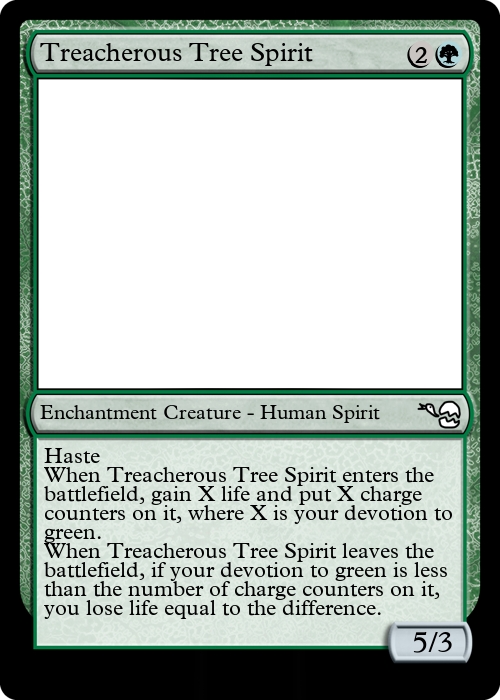 Treacherous Tree Spirit 2
Enchantment Creature - Human Spirit
Haste
When Treacherous Tree Spirit enters the
battlefield, gain X life and put X charge
counters on it, where X is your devotion to
green.
When Treacherous Tree Spirit leaves the
battlefield, if your devotion to green is less
than the number of charge counters on it,
you lose life equal to the difference.
5/3